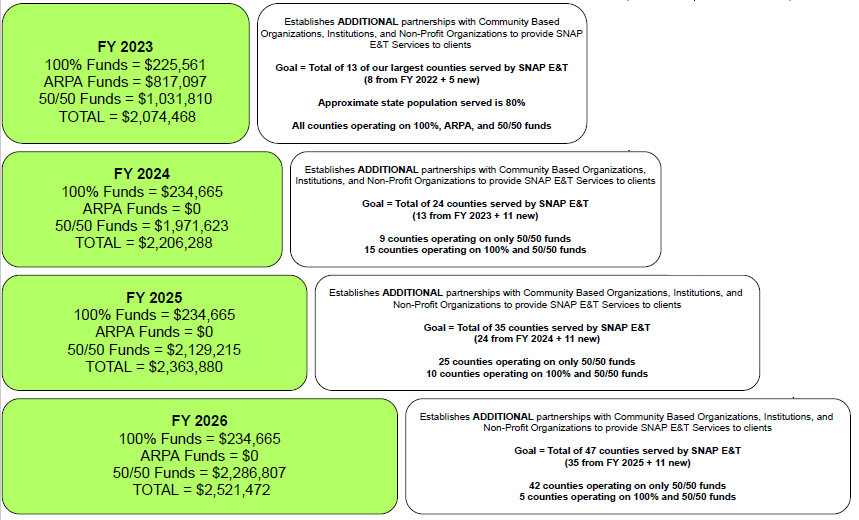 FY 2023
100% Funds = $225,561
ARPA Funds = $817,097
50/50 Funds = $1,031,810
TOTAL = $2,074,468
Establishes ADDITIONAL partnerships with Community Based
Organizations, Institutions, and Non-Profit Organizations to provide SNAP
E&T Services to clients
Goal = Total of 13 of our largest counties served by SNAP E&T
(8 from FY 2022 + 5 new)
Approximate state population served is 80%
All counties operating on 100%, ARPA, and 50/50 funds
FY 2024
100% Funds = $234,665
ARPA Funds = $0
50/50 Funds = $1,971,623
TOTAL = $2,206,288
Establishes ADDITIONAL partnerships with Community Based Organizations,
Institutions, and Non-Profit Organizations to provide SNAP E&T Services to clients
Goal = Total of 24 counties served by SNAP E&T
(13 from FY 2023 + 11 new)
9 counties operating on only 50/50 funds
15 counties operating on 100% and 50/50 funds
FY 2025
100% Funds = $234,665
ARPA Funds = $0
50/50 Funds = $2,129,215
TOTAL = $2,363,880
Establishes ADDITIONAL partnerships with Community Based Organizations, Institutions, and
Non-Profit Organizations to provide SNAP E&T Services to clients
Goal = Total of 35 counties served by SNAP E&T
(24 from FY 2024 + 11 new)
25 counties operating on only 50/50 funds
10 counties operating on 100% and 50/50 funds
FY 2026
100% Funds = $234,665
ARPA Funds = $0
50/50 Funds = $2,286,807
TOTAL = $2,521,472
Establishes ADDITIONAL partnerships with Community Based Organizations, Institutions, and
Non-Profit Organizations to provide SNAP E&T Services to clients
Goal = Total of 47 counties served by SNAP E&T
(35 from FY 2025 + 11 new)
42 counties operating on only 50/50 funds
5 counties operating on 100% and 50/50 funds